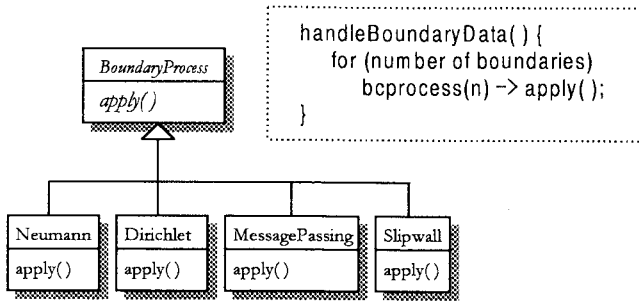 BoundaryProcess
apply()
handleBoundaryData() {
for (number of boundaries)
bcprocess(n) -> apply();
}
Neumann
apply()
Dirichlet
apply()
MessagePassing
apply()
Slipwall
apply()